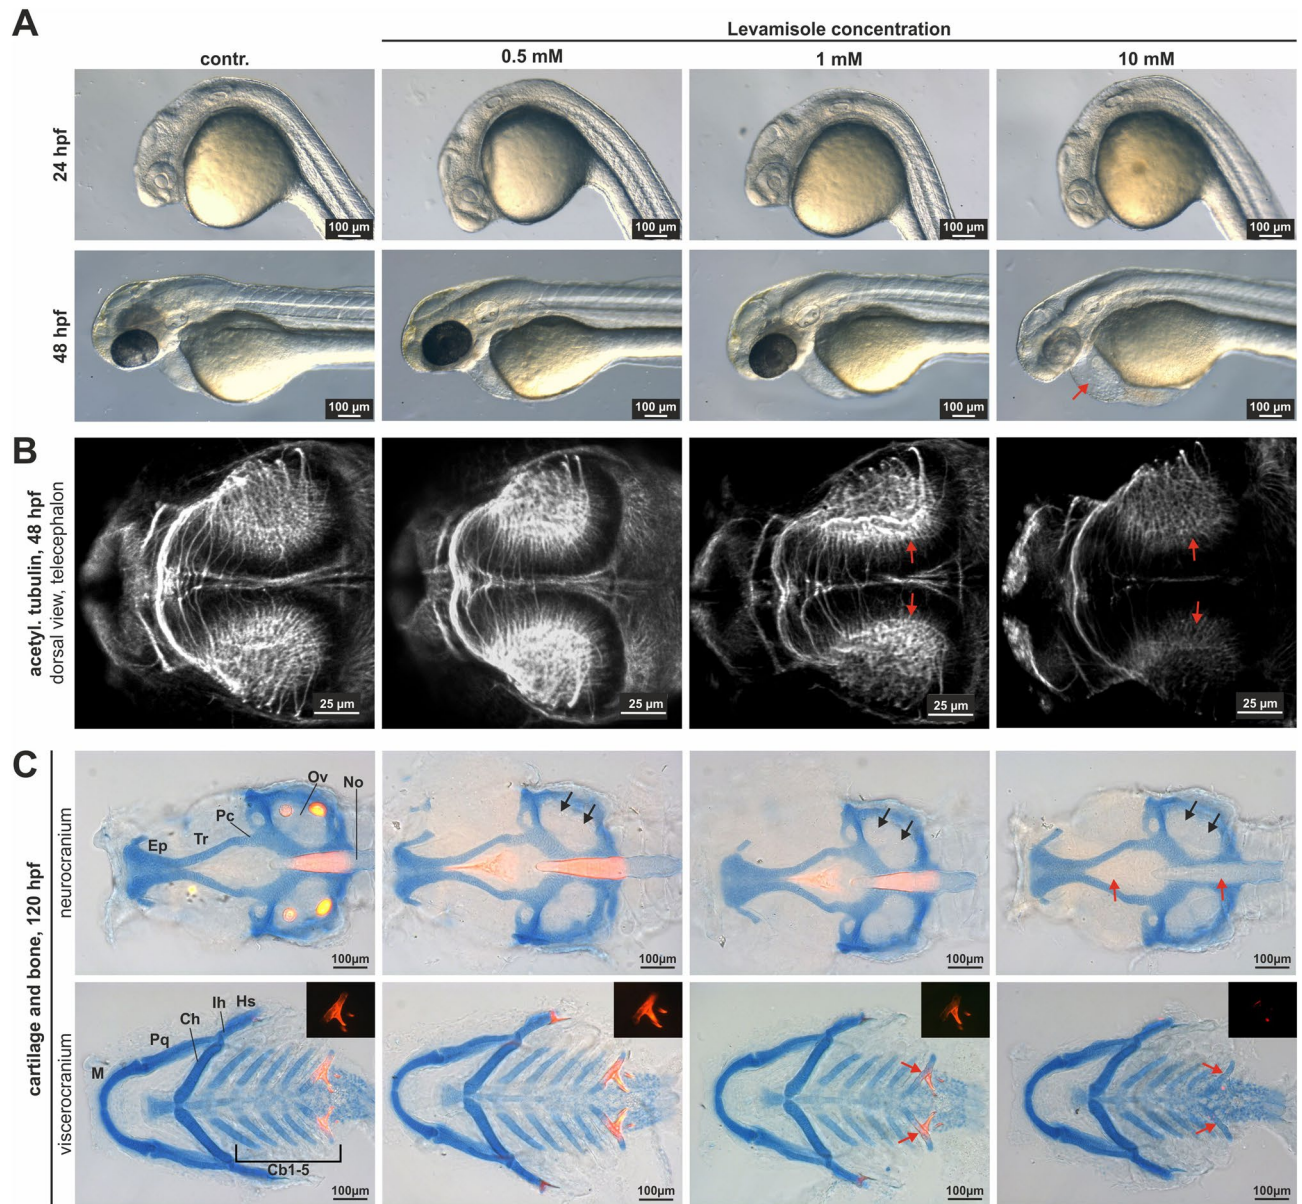 A
Levamisole concentration
contr.
0.5 mM
1 mM
10 mM
24 hpf
100 µm
100 µm
100 µm
100 µm
48 hpf
100 µm
100 µm
100 µm
100 µm
B
acetyl. tubulin, 48 hpf
dorsal view, telecephalon
25 µm
25 µm
25 µm
25 µm
C
cartilage and bone, 120 hpf
neurocranium
Ep
Tr
Pc
Ov
No
100µm
100µm
100µm
100µm
viscerocranium
M
Pq
Ch
Ih
Hs
Cb1-5
100µm
100µm
100µm
100µm